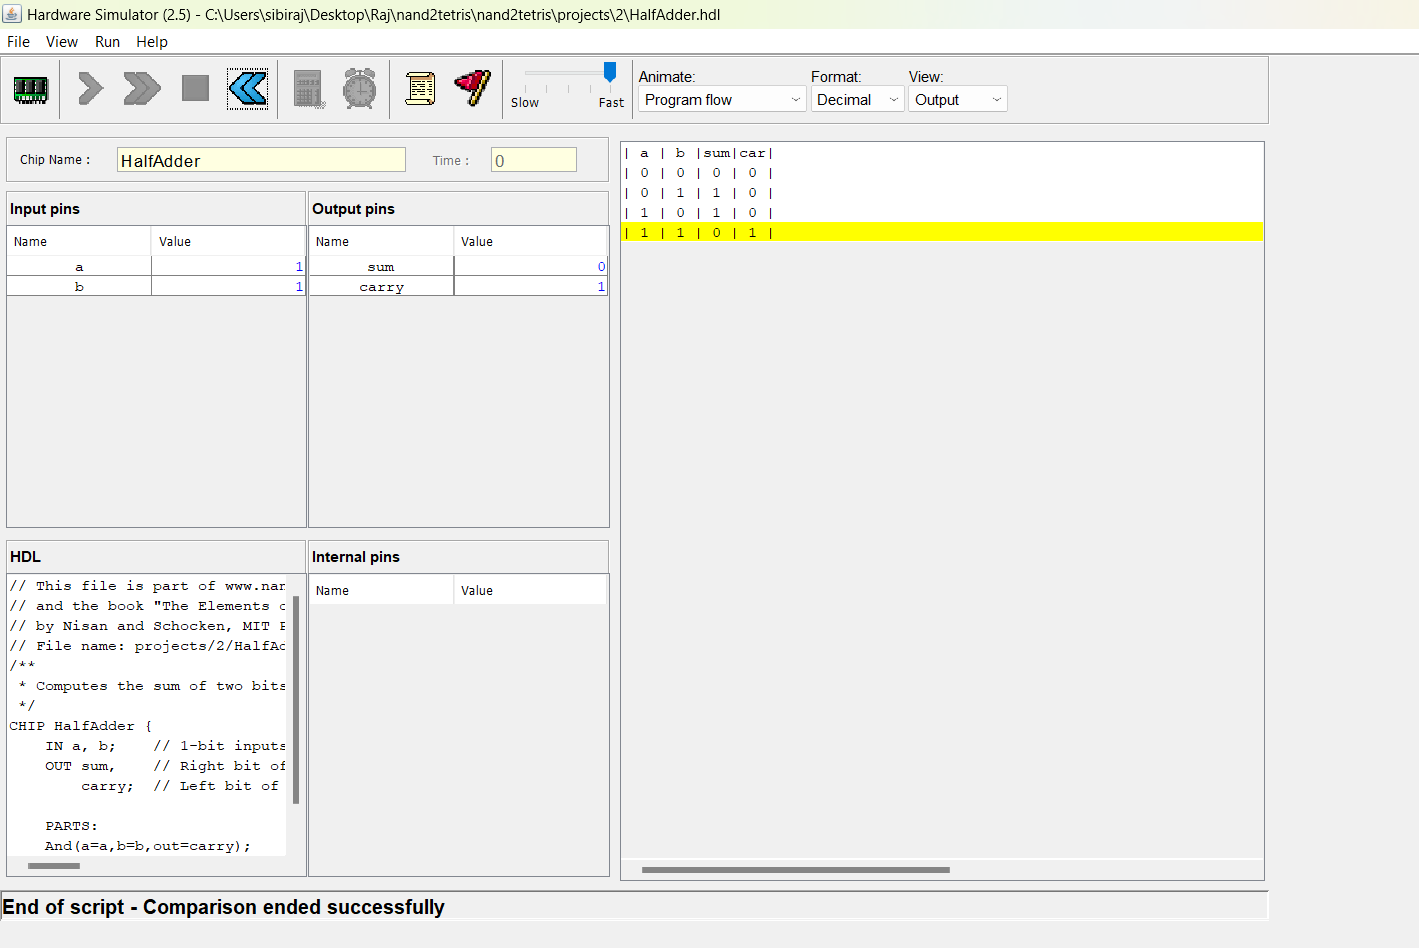 Hardware Simulator (2.5) - C:\Users\sibiraj\Desktop\Raj\nand2tetris\nand2tetris\projects\2\HalfAdder.hdl
File View Run Help
Slow Fast
Animate: Format: View:
Program flow Decimal Output
Chip Name : HalfAdder Time : 0
Input pins
Name Value
a 1
b 1
Output pins
Name Value
sum 0
carry 1
| a | b |sum|car|
| 0 | 0 | 0 | 0 |
| 0 | 1 | 1 | 0 |
| 1 | 0 | 1 | 0 |
| 1 | 1 | 0 | 1 |
HDL
// This file is part of www.nan
// and the book "The Elements o
// by Nisan and Schocken, MIT P
// File name: projects/2/HalfAd
/**
* Computes the sum of two bits
*/
CHIP HalfAdder {
IN a, b; // 1-bit inputs
OUT sum, // Right bit of
carry; // Left bit of
PARTS:
And(a=a,b=b,out=carry);
Internal pins
Name Value
End of script - Comparison ended successfully